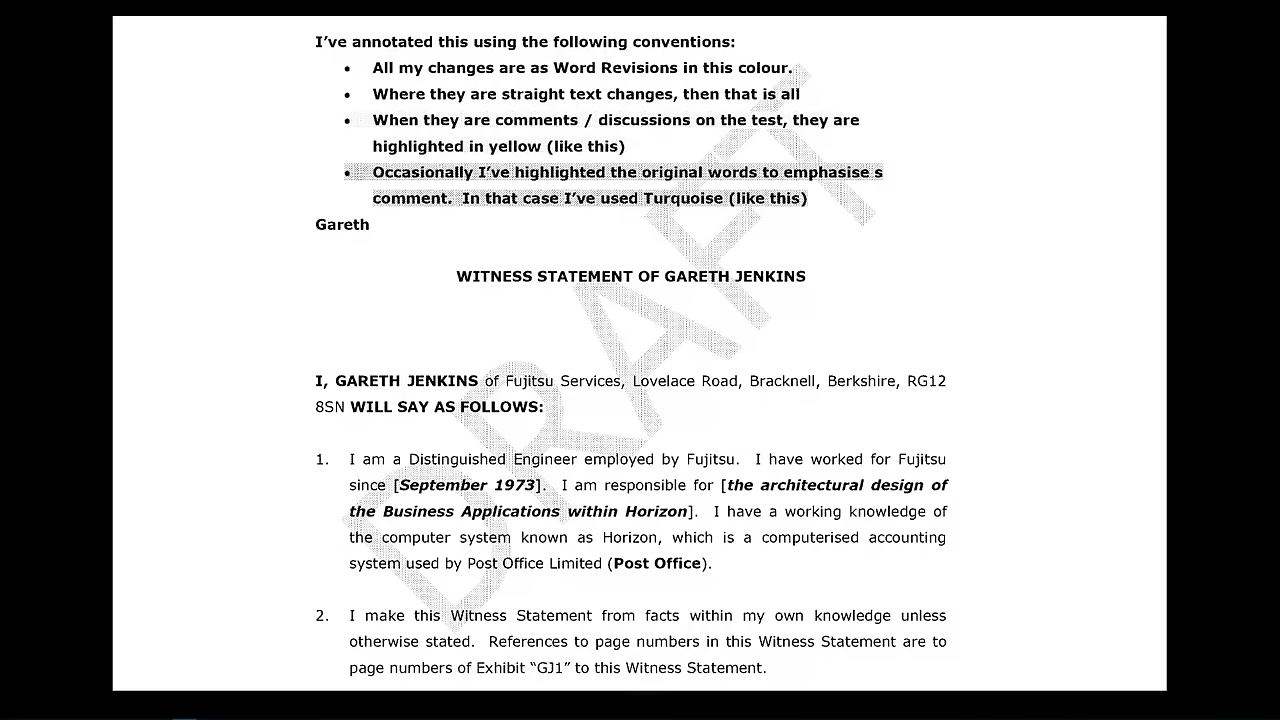 I’ve annotated this using the following conventions:
• All my changes are as Word Revisions in this colour.
• Where they are straight text changes, then that is all
• When they are comments / discussions on the test, they are
highlighted in yellow (like this)
• Occasionally I’ve highlighted the original words to emphasise s
comment.  In that case I’ve used Turquoise (like this)
Gareth
WITNESS STATEMENT OF GARETH JENKINS
I, GARETH JENKINS of Fujitsu Services, Lovelace Road, Bracknell, Berkshire, RG12
8SN WILL SAY AS FOLLOWS:
1. I am a Distinguished Engineer employed by Fujitsu.  I have worked for Fujitsu
since [September 1973].  I am responsible for [the architectural design of
the Business Applications within Horizon].  I have a working knowledge of
the computer system known as Horizon, which is a computerised accounting
system used by Post Office Limited (Post Office).
2. I make this Witness Statement from facts within my own knowledge unless
otherwise stated.  References to page numbers in this Witness Statement are to
page numbers of Exhibit “GJ1” to this Witness Statement.
DRAFT